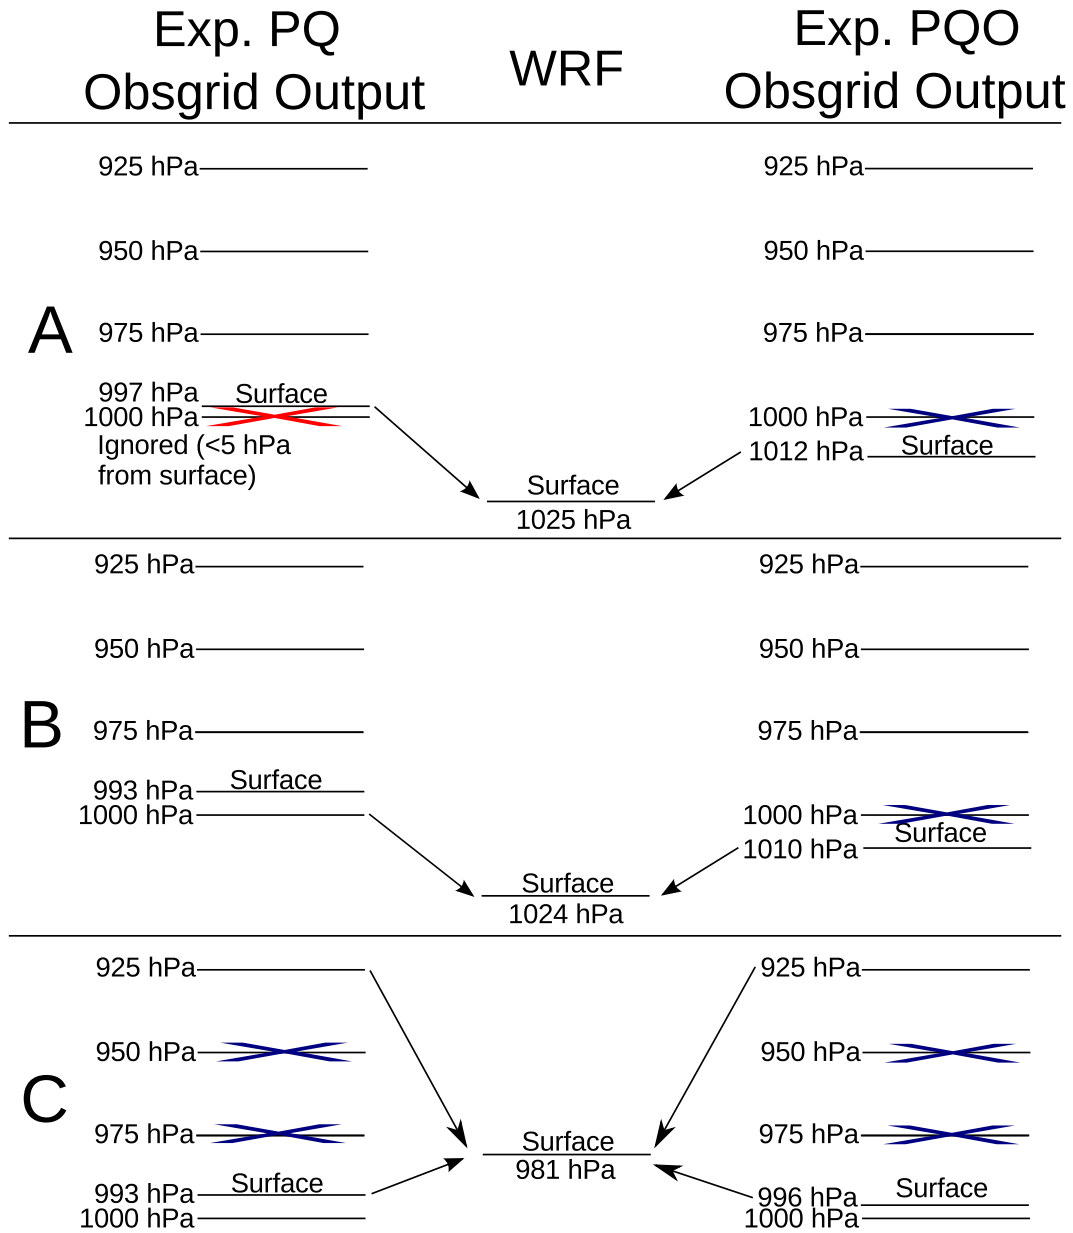 Exp. PQ
Obsgrid Output
WRF
Exp. PQO
Obsgrid Output
A
925 hPa
950 hPa
975 hPa
997 hPa
Surface
1000 hPa
Ignored (<5 hPa
from surface)
Surface
1025 hPa
925 hPa
950 hPa
975 hPa
1000 hPa
1012 hPa
Surface
B
925 hPa
950 hPa
975 hPa
993 hPa
Surface
1000 hPa
Surface
1024 hPa
925 hPa
950 hPa
975 hPa
1000 hPa
Surface
1010 hPa
C
925 hPa
950 hPa
975 hPa
993 hPa
Surface
1000 hPa
Surface
981 hPa
925 hPa
950 hPa
975 hPa
996 hPa
Surface
1000 hPa